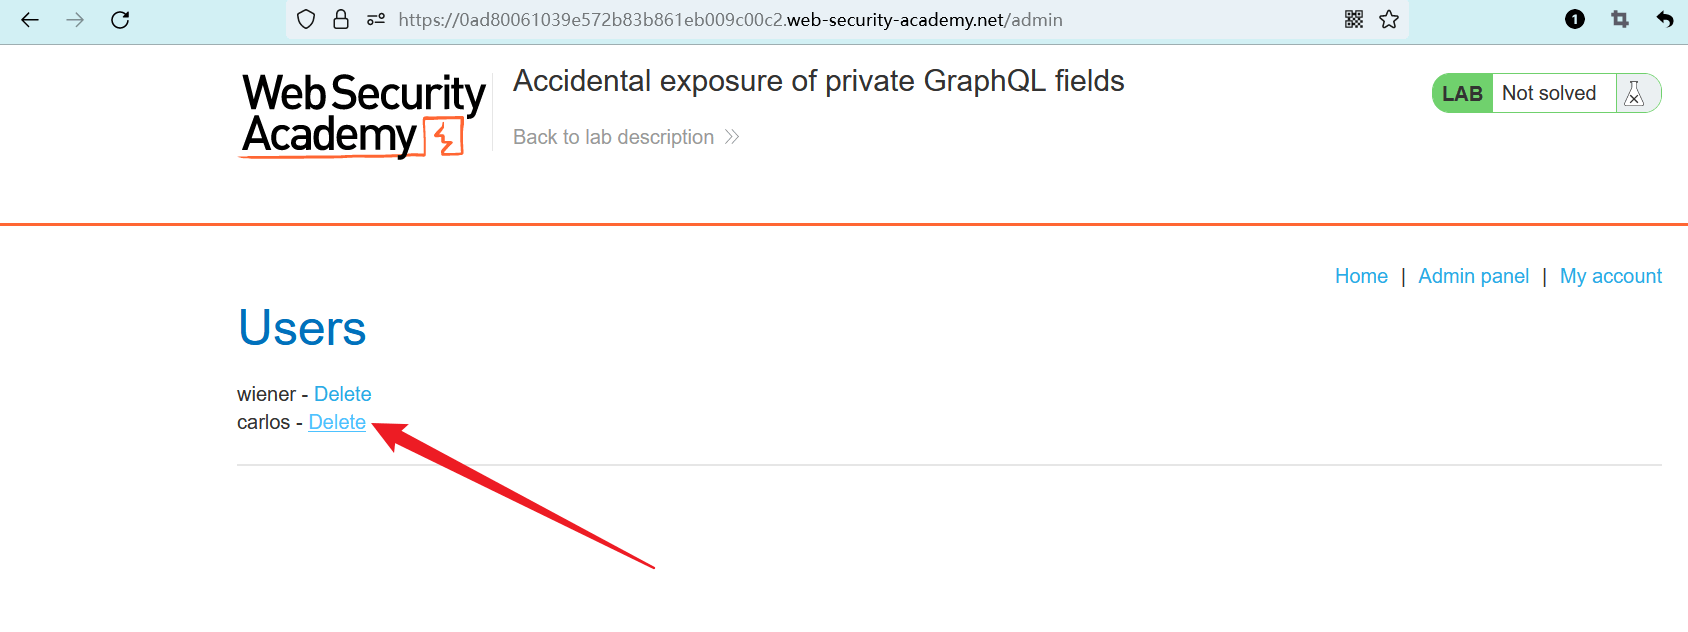 https://0ad80061039e572b83b861eb009c00c2.web-security-academy.net/admin
1
Web Security
Academy
Accidental exposure of private GraphQL fields
Back to lab description
LAB Not solved
Home | Admin panel | My account
Users
wiener - Delete
carlos - Delete